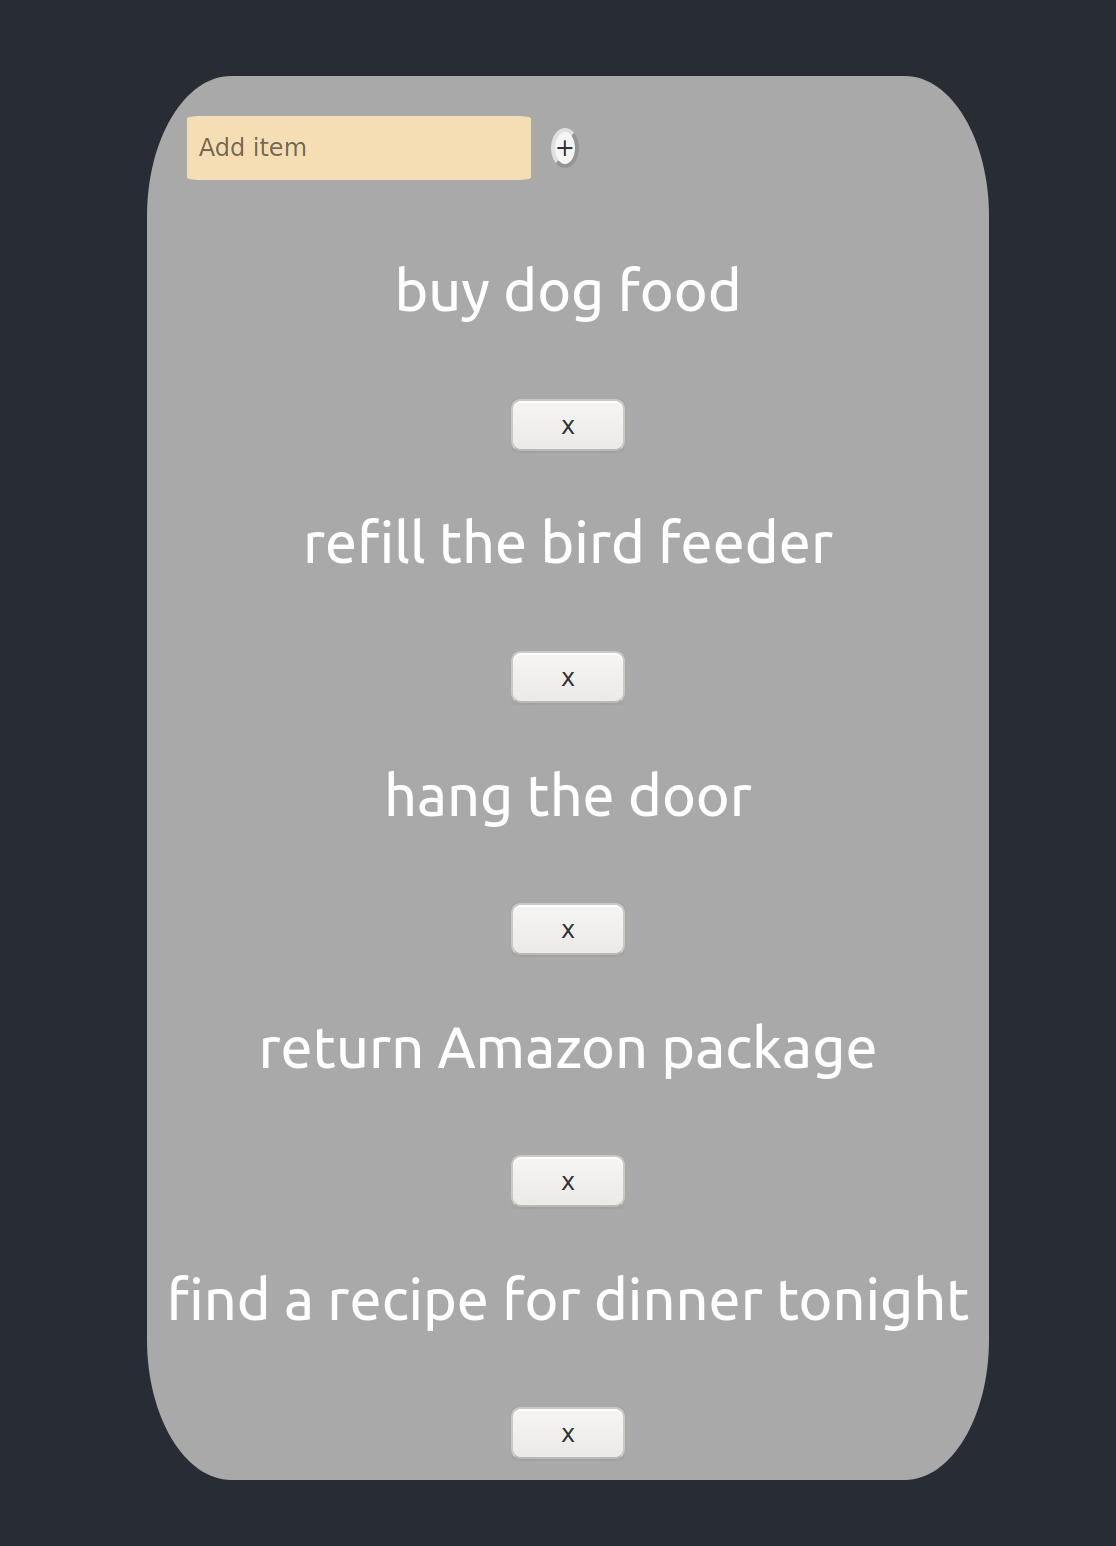 Add item
+
buy dog food
x
refill the bird feeder
x
hang the door
x
return Amazon package
x
find a recipe for dinner tonight
x